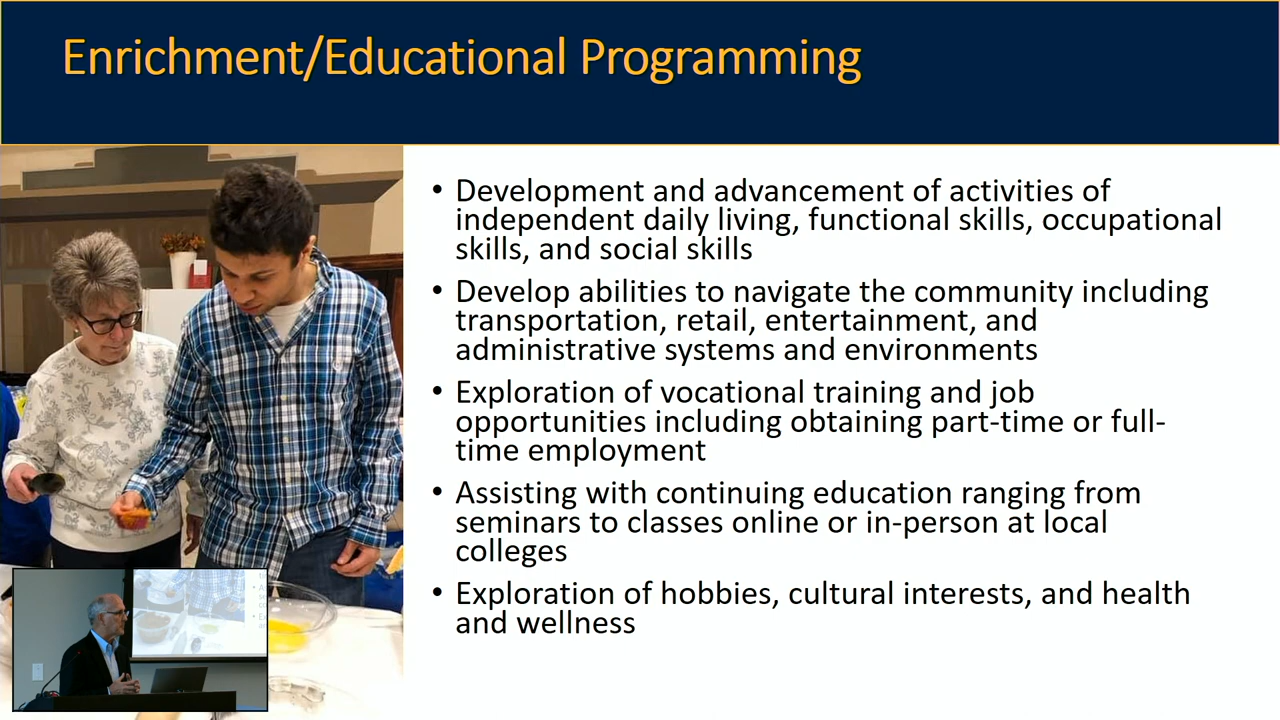 Enrichment/Educational Programming
• Development and advancement of activities of
independent daily living, functional skills, occupational
skills, and social skills
• Develop abilities to navigate the community including
transportation, retail, entertainment, and
administrative systems and environments
• Exploration of vocational training and job
opportunities including obtaining part-time or full-
time employment
• Assisting with continuing education ranging from
seminars to classes online or in-person at local
colleges
• Exploration of hobbies, cultural interests, and health
and wellness